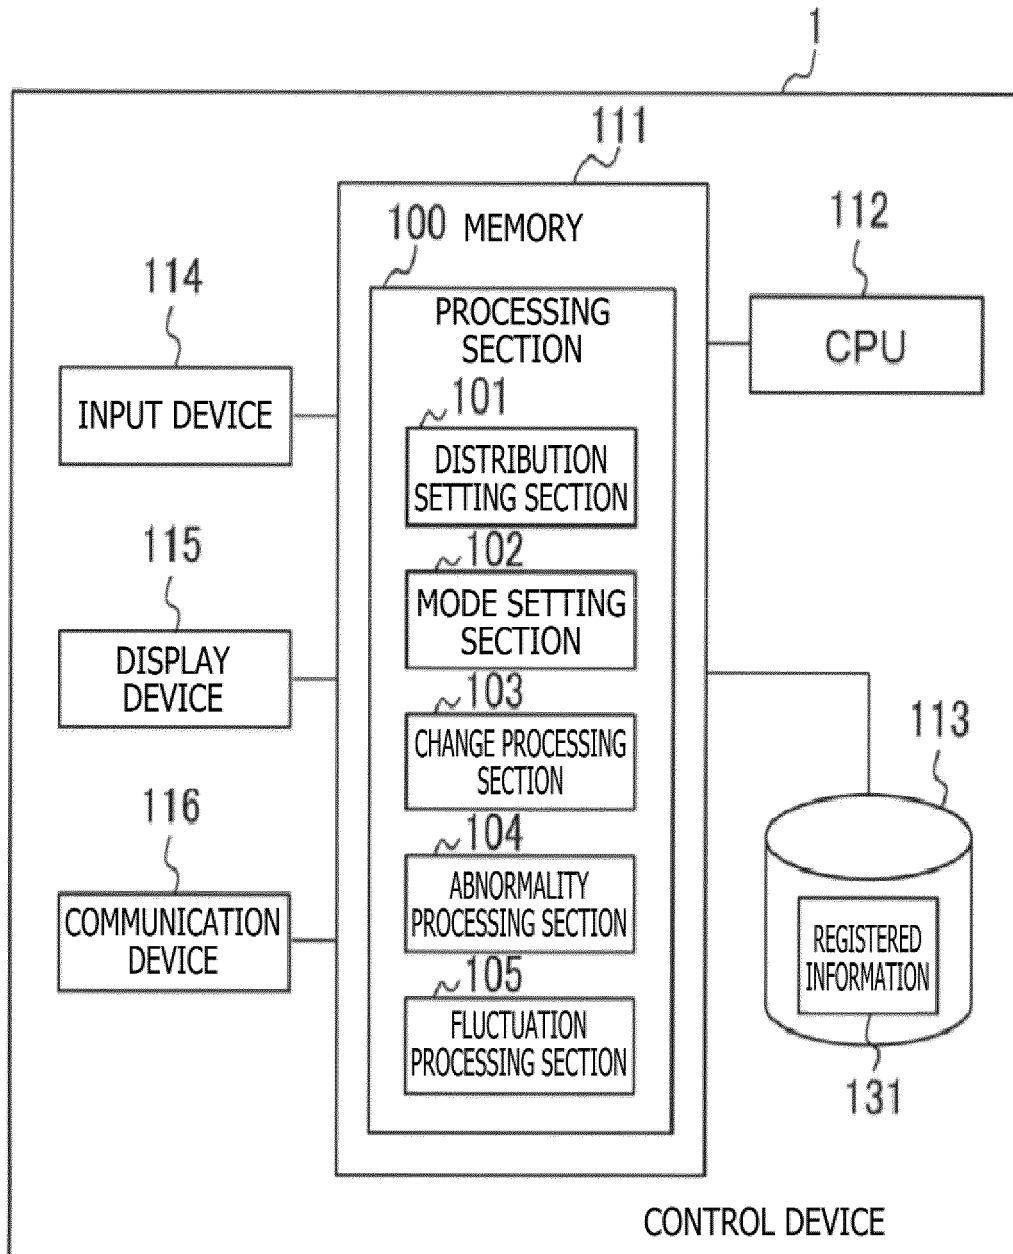 1
111
MEMORY
112
CPU
100
PROCESSING
SECTION
114
INPUT DEVICE
101
DISTRIBUTION
SETTING SECTION
115
DISPLAY
DEVICE
102
MODE SETTING
SECTION
103
CHANGE PROCESSING
SECTION
113
REGISTERED
INFORMATION
131
116
COMMUNICATION
DEVICE
104
ABNORMALITY
PROCESSING SECTION
105
FLUCTUATION
PROCESSING SECTION
CONTROL DEVICE